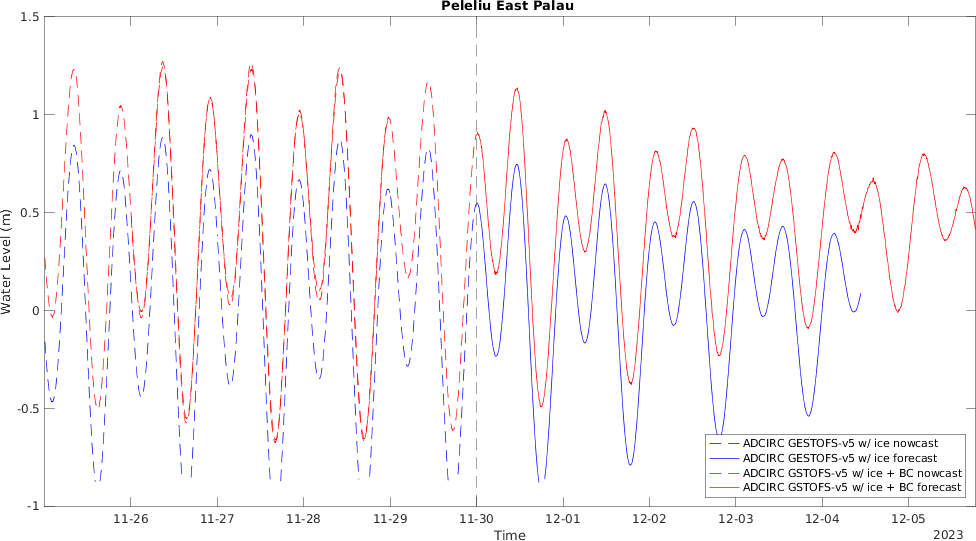 Peleliu East Palau
1.5
1
0.5
0
-0.5
-1
Water Level (m)
11-26
11-27
11-28
11-29
11-30
12-01
12-02
12-03
12-04
12-05
Time
2023
ADCIRC GESTOFS-v5 w/ ice nowcast
ADCIRC GESTOFS-v5 w/ ice forecast
ADCIRC GSTOFS-v5 w/ ice + BC nowcast
ADCIRC GSTOFS-v5 w/ ice + BC forecast